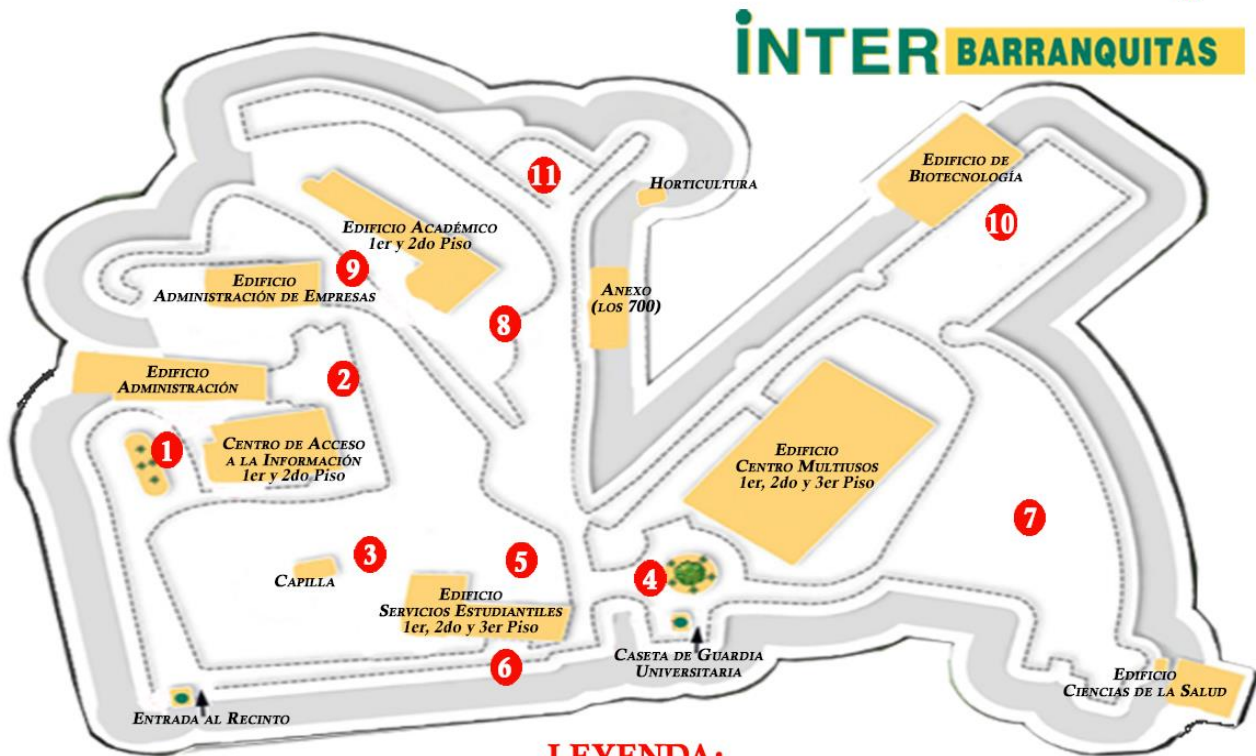 İNTER BARRANQUITAS
EDIFICIO DE
BIOTECNOLOGÍA
11
HORTICULTURA
10
EDIFICIO ACADÉMICO
1er y 2do PISO
9
EDIFICIO
ADMINISTRACIÓN DE EMPRESAS
ANEXO
(LOS 700)
8
EDIFICIO
ADMINISTRACIÓN
2
1
CENTRO DE ACCESO
A LA INFORMACIÓN
1er y 2do PISO
EDIFICIO
CENTRO MULTIUSOS
1er, 2do y 3er PISO
7
3
5
4
CAPILLA
EDIFICIO
SERVICIOS ESTUDIANTILES
1er, 2do y 3er PISO
6
CASETA DE GUARDIA
UNIVERSITARIA
EDIFICIO
CIENCIAS DE LA SALUD
ENTRADA AL RECINTO
LEYENDA: